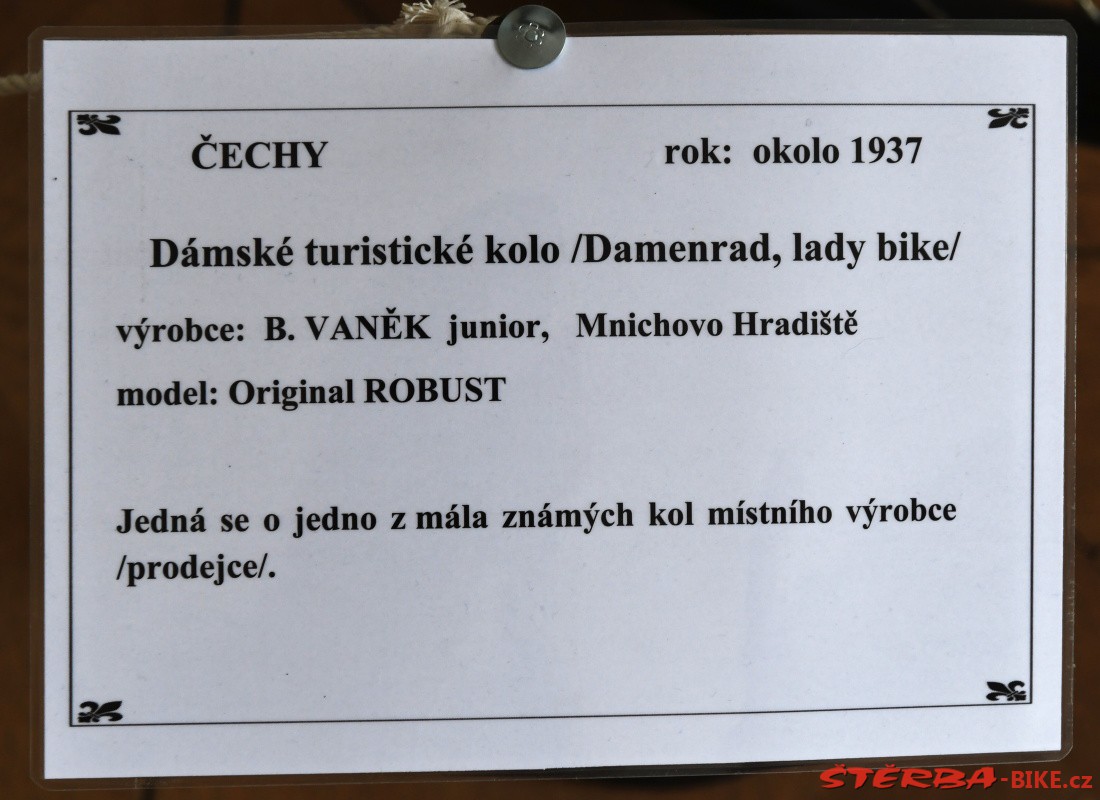 ČECHY rok: okolo 1937
Dámské turistické kolo /Damenrad, lady bike/
výrobce: B. VANĚK junior, Mnichovo Hradiště
model: Original ROBUST
Jedná se o jedno z mála známých kol místního výrobce
/prodejce/.
ŠTĚRBA-BIKE.cz